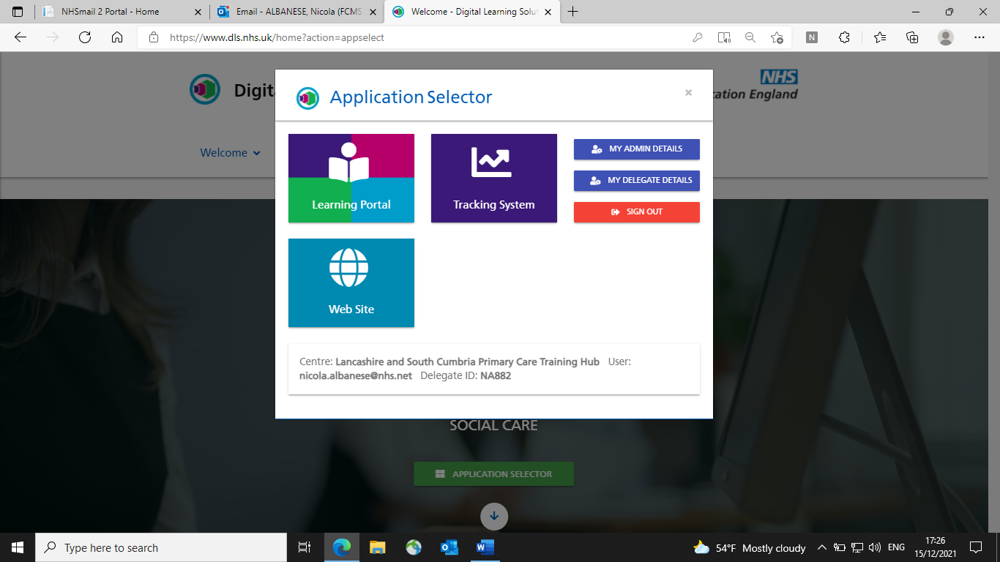 NHSmail 2 Portal - Home
Email - ALBANESE, Nicola (FCMS
Welcome - Digital Learning Solut
https://www.dls.nhs.uk/home?action=appselect
N
Digit
NHS
cation England
Welcome
Application Selector
×
Learning Portal
Tracking System
MY ADMIN DETAILS
MY DELEGATE DETAILS
SIGN OUT
Web Site
Centre: Lancashire and South Cumbria Primary Care Training Hub User:
nicola.albanese@nhs.net Delegate ID: NA882
SOCIAL CARE
APPLICATION SELECTOR
Type here to search
54°F Mostly cloudy
ENG
17:26
15/12/2021